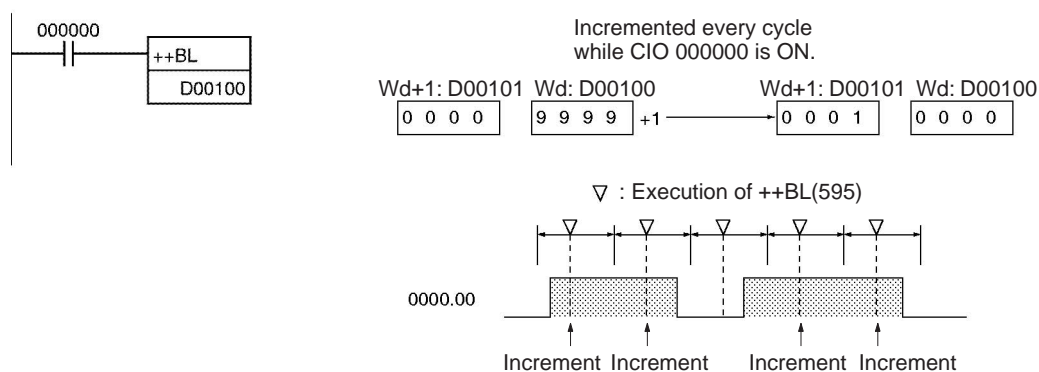 000000
++BL
D00100
Incremented every cycle
while CIO 000000 is ON.
Wd+1: D00101 Wd: D00100 Wd+1: D00101 Wd: D00100
0 0 0 0 9 9 9 9 +1 0 0 0 1 0 0 0 0
▽ : Execution of ++BL(595)
0000.00
Increment Increment Increment Increment